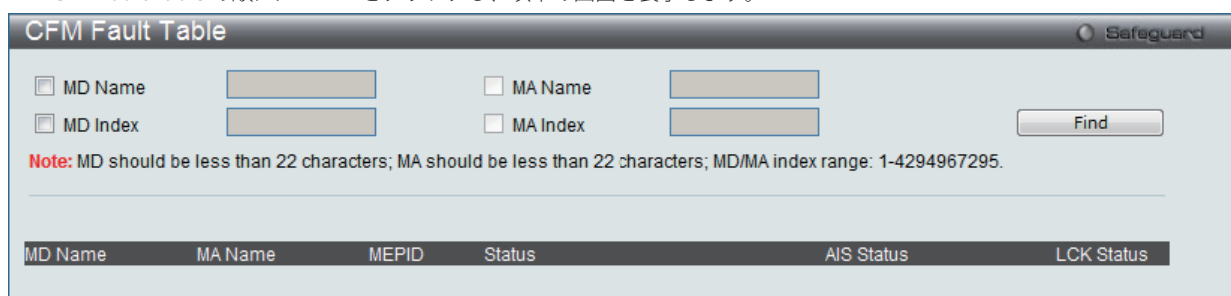 CFM Fault Table
Safeguard
MD Name
MA Name
MD Index
MA Index
Find
Note: MD should be less than 22 characters; MA should be less than 22 characters; MD/MA index range: 1-4294967295.
MD Name MA Name MEPID Status AIS Status LCK Status